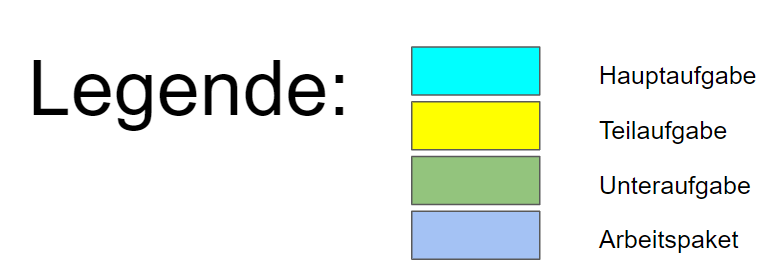 Legende:
Hauptaufgabe
Teilaufgabe
Unteraufgabe
Arbeitspaket